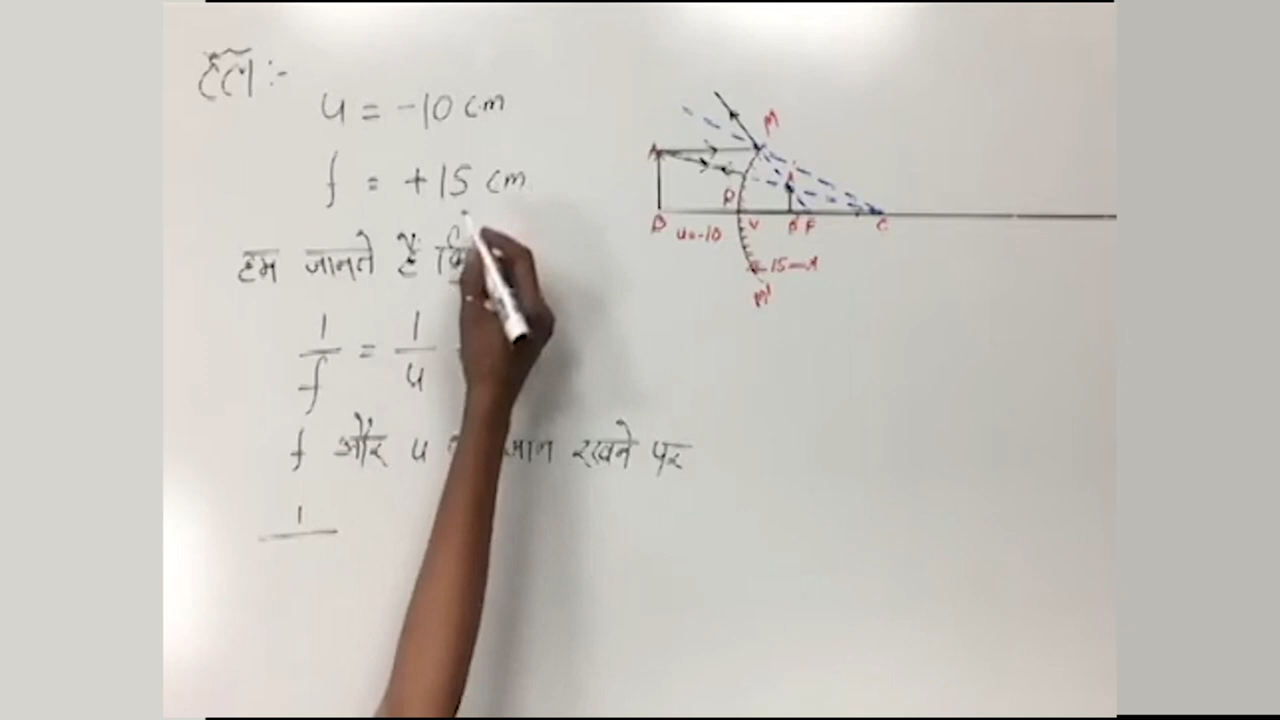 हल :-
u = -10 cm
f = +15 cm
हम जानते हैं
1/f = 1/u
f और u रखने पर
1
A
M
B
u=-10
V
F
C
15
M'